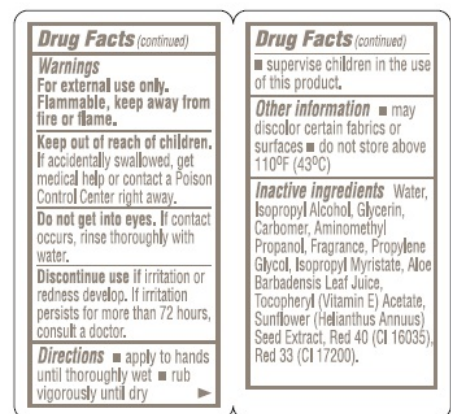 Drug Facts (continued)
Warnings
For external use only.
Flammable, keep away from
fire or flame.
Keep out of reach of children.
If accidentally swallowed, get
medical help or contact a Poison
Control Center right away.
Do not get into eyes. If contact
occurs, rinse thoroughly with
water.
Discontinue use if irritation or
redness develop. If irritation
persists for more than 72 hours,
consult a doctor.
Directions ■ apply to hands
until thoroughly wet ■ rub
vigorously until dry ►
Drug Facts (continued)
■ supervise children in the use
of this product.
Other information ■ may
discolor certain fabrics or
surfaces ■ do not store above
110ºF (43ºC)
Inactive ingredients Water,
Isopropyl Alcohol, Glycerin,
Carbomer, Aminomethyl
Propanol, Fragrance, Propylene
Glycol, Isopropyl Myristate, Aloe
Barbadensis Leaf Juice,
Tocopheryl (Vitamin E) Acetate,
Sunflower (Helianthus Annuus)
Seed Extract, Red 40 (CI 16035),
Red 33 (CI 17200).